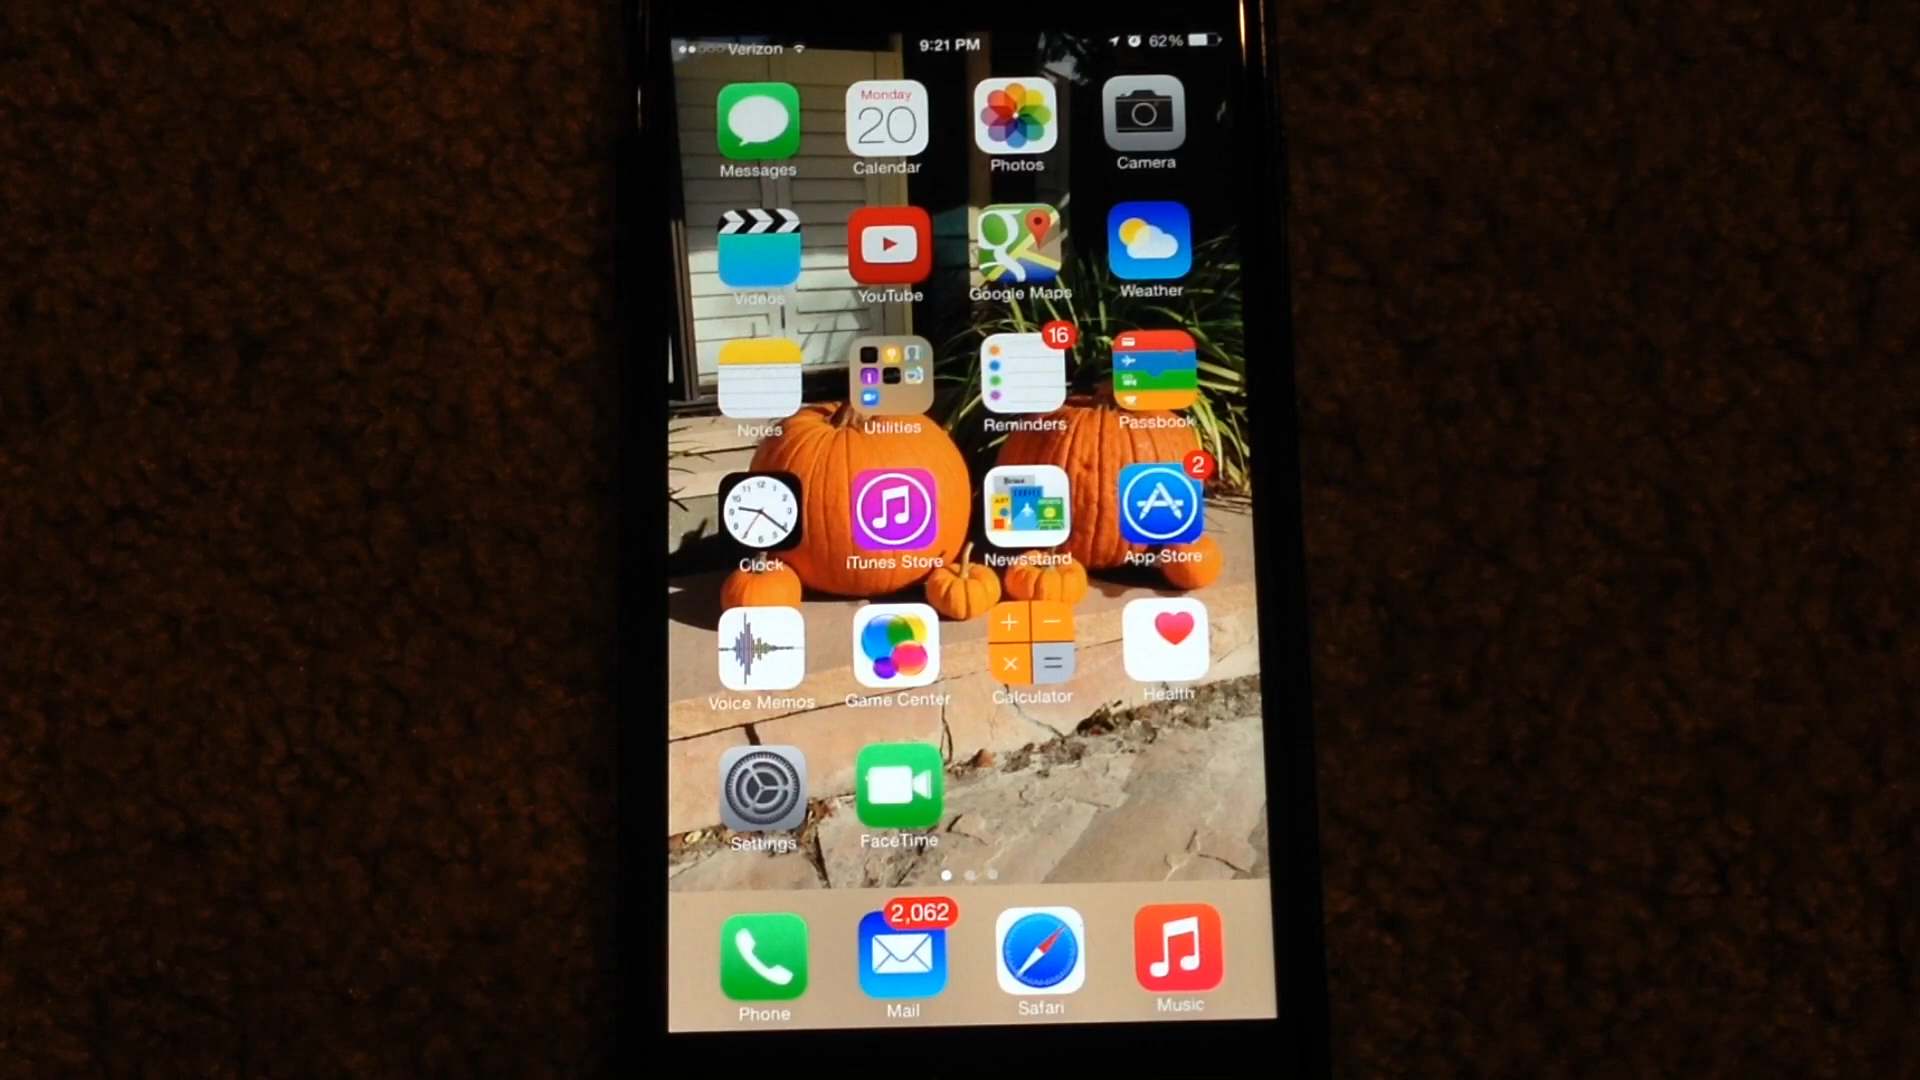 Verizon 9:21 PM 62%
Monday
20
Messages Calendar Photos Camera
Videos YouTube Google Maps Weather
16
Notes Utilities Reminders Passbook
2
Clock iTunes Store Newsstand App Store
Voice Memos Game Center Calculator Health
Settings FaceTime
2,062
Phone Mail Safari Music